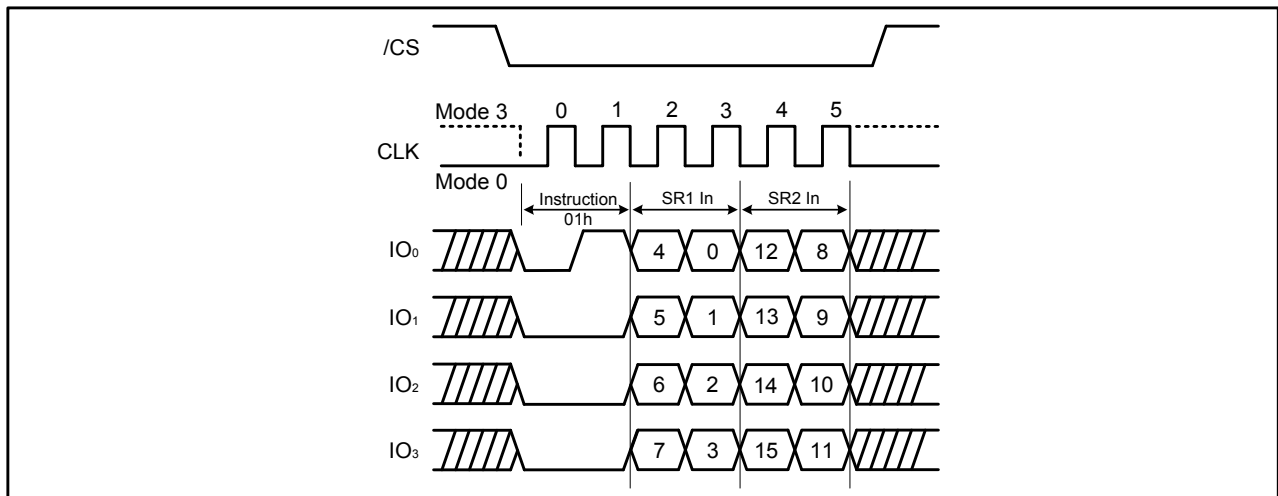 /CS
Mode 3 0 1 2 3 4 5
CLK
Mode 0
Instruction SR1 In SR2 In
01h
IO₀ 4 0 12 8
IO₁ 5 1 13 9
IO₂ 6 2 14 10
IO₃ 7 3 15 11